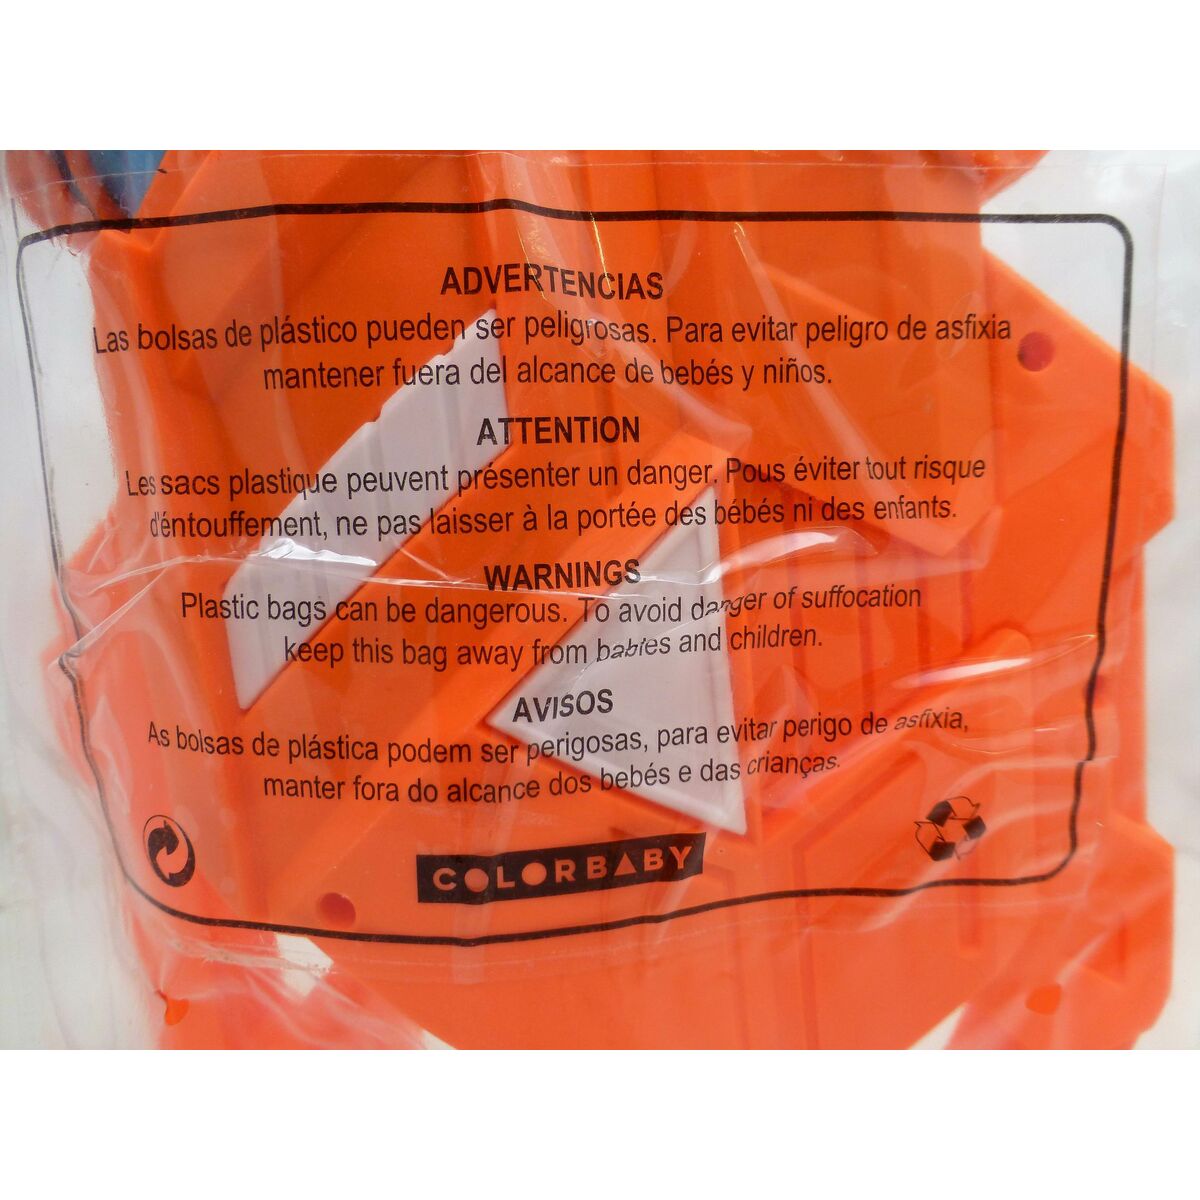 ADVERTENCIAS
Las bolsas de plástico pueden ser peligrosas. Para evitar peligro de asfixia
mantener fuera del alcance de bebés y niños.
ATTENTION
Les sacs plastique peuvent présenter un danger. Pous éviter tout risque
d'éntouffement, ne pas laisser à la portée des bébés ni des enfants.
WARNINGS
Plastic bags can be dangerous. To avoid danger of suffocation
keep this bag away from babies and children.
AVISOS
As bolsas de plástica podem ser perigosas, para evitar perigo de asfixia,
manter fora do alcance dos bebés e das crianças.
COLORBABY